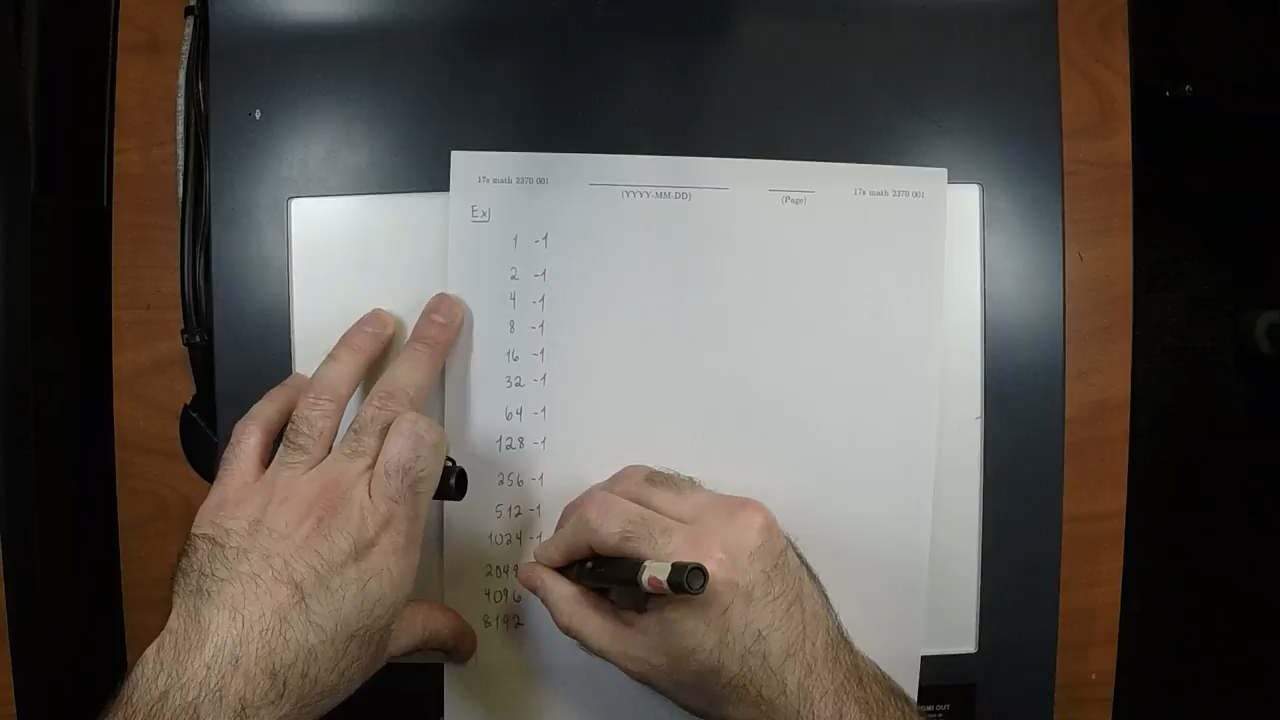 17s math 2370 001
(YYYY-MM-DD)
(Page)
17s math 2370 001
Ex
1 -1
2 -1
4 -1
8 -1
16 -1
32 -1
64 -1
128 -1
256 -1
512 -1
1024 -1
4096
8192